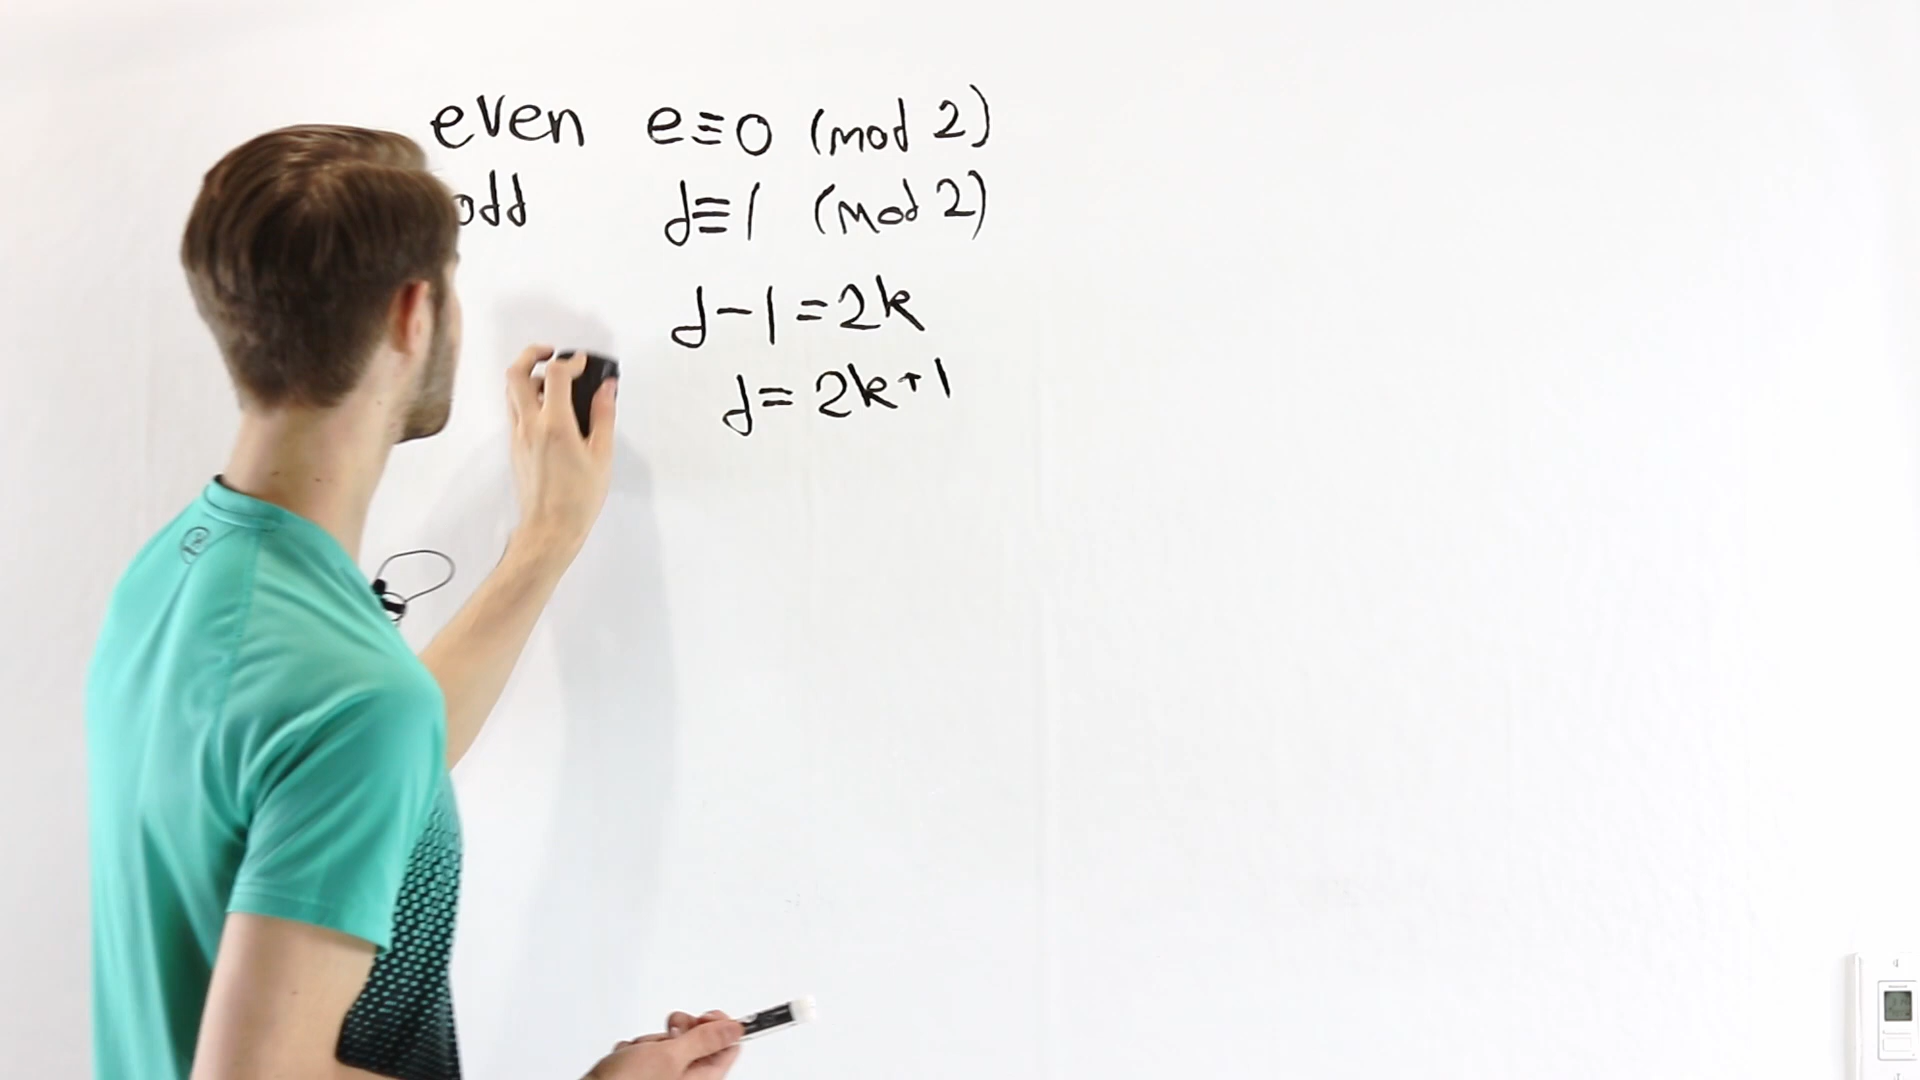 even e≡0 (mod 2)
odd d≡1 (mod 2)
d-1=2k
d=2k+1